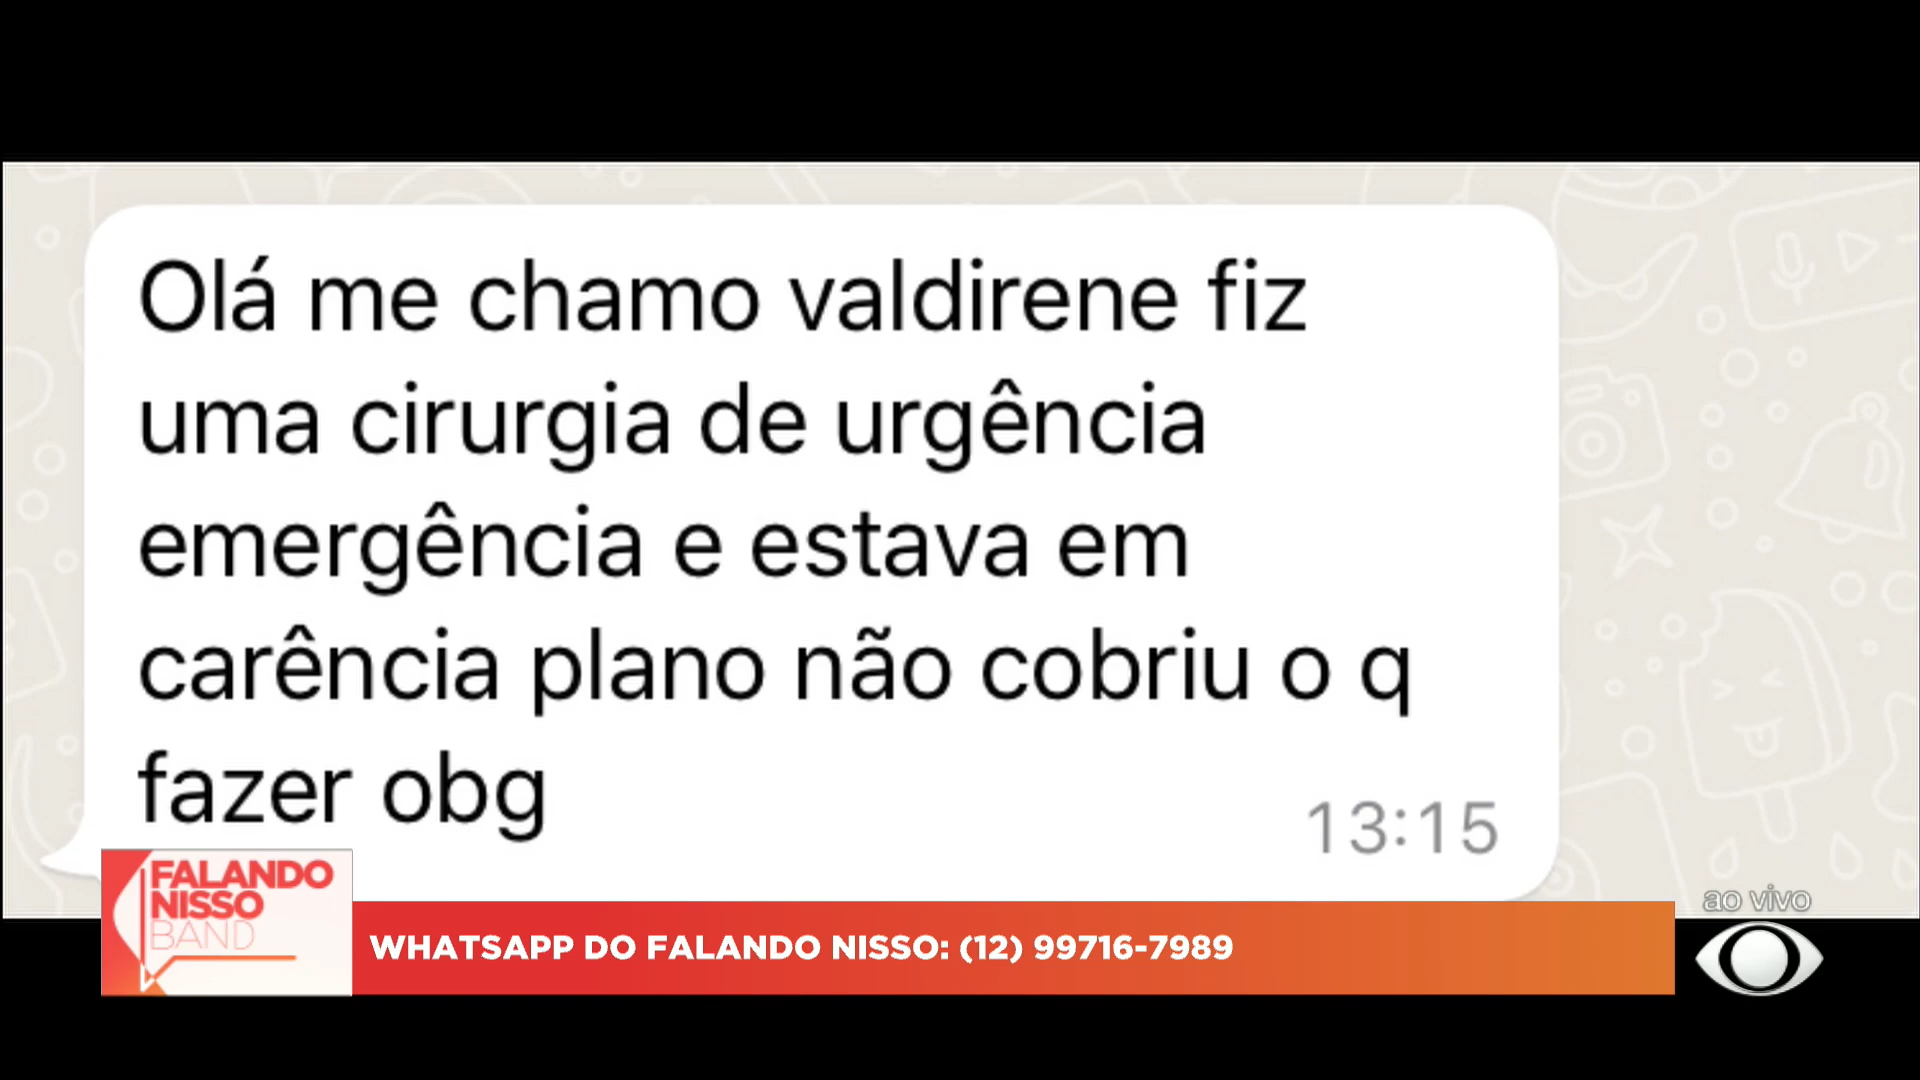 Olá me chamo valdirene fiz
uma cirurgia de urgência
emergência e estava em
carência plano não cobriu o q
fazer obg
13:15
FALANDO
NISSO
BAND
WHATSAPP DO FALANDO NISSO: (12) 99716-7989
ao vivo